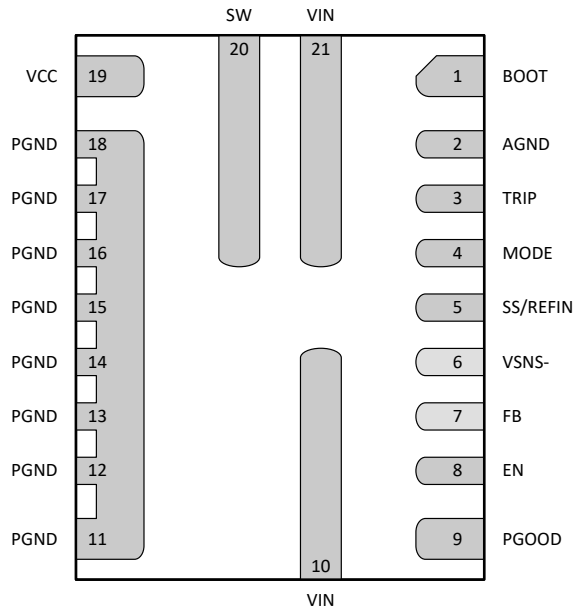 SW VIN
20 21
VCC 19 1 BOOT
PGND 18 2 AGND
PGND 17 3 TRIP
PGND 16 4 MODE
PGND 15 5 SS/REFIN
PGND 14 6 VSNS-
PGND 13 7 FB
PGND 12 8 EN
PGND 11 9 PGOOD
10
VIN